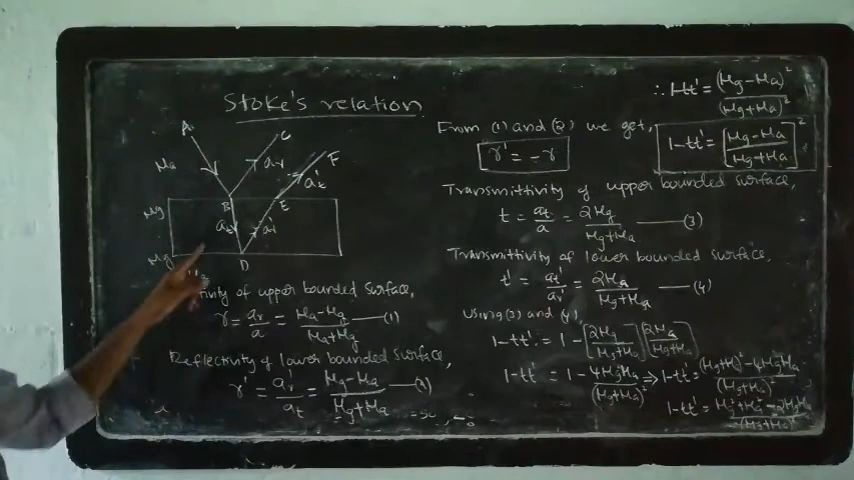 Stoke's relation
A
C
F
μa
ar
a't
μg
B
E
at
a'r
μg
D
tivity of upper bounded surface,
r = ar/a = (μa-μg)/(μa+μg) —(1)
Reflectivity of lower bounded surface,
r' = a'r/at = (μg-μa)/(μg+μa) —(2)
From (1) and (2) we get,
r' = -r
Transmittivity of upper bounded surface,
t = at/a = 2μg/(μg+μa) —(3)
Transmittivity of lower bounded surface,
t' = at'/ar' = 2μa/(μg+μa) —(4)
Using (3) and (4)
1-tt' = 1-[2μg/(μg+μa)][2μa/(μg+μa)]
1-tt' = 1-4μgμa/(μg+μa)² ⇒ 1-tt' = ((μg+μa)²-4μgμa)/(μg+μa)²
1-tt' = (μg²+μa²-2μgμa)/(μg+μa)²
∴ 1-tt' = (μg-μa)²/(μg+μa)²
1-tt' = [(μg-μa)/(μg+μa)]²